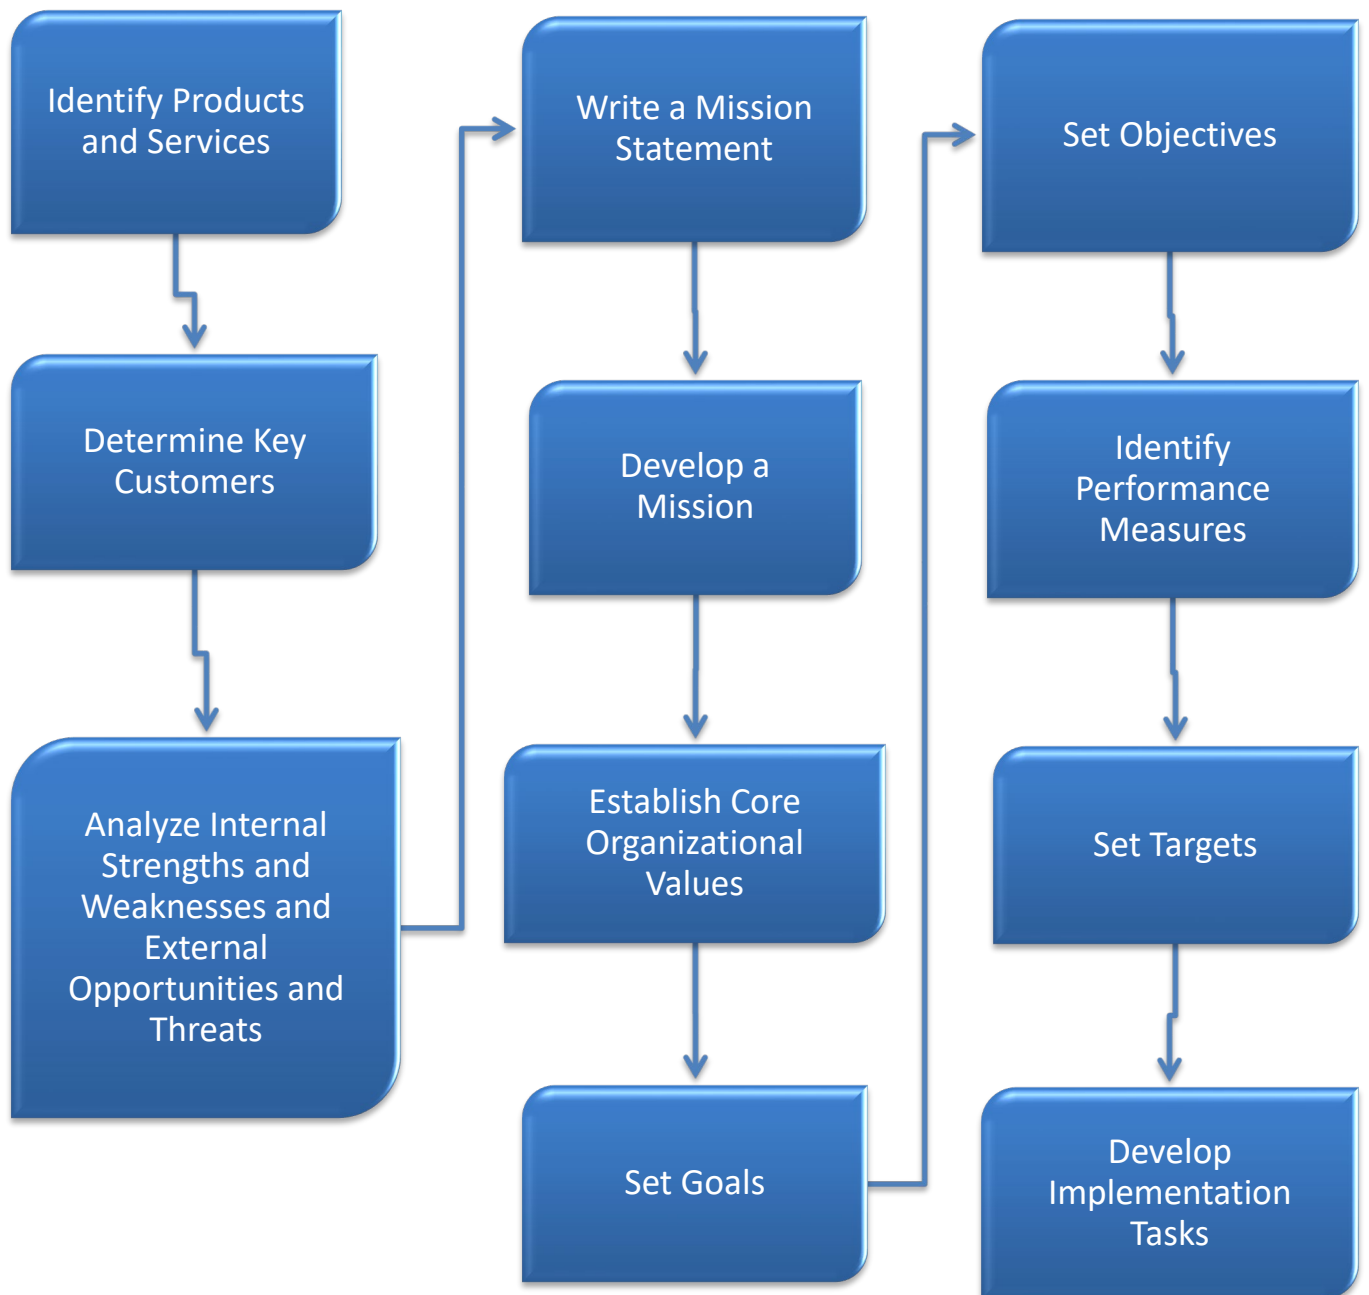 Identify Products
and Services
Determine Key
Customers
Analyze Internal
Strengths and
Weaknesses and
External
Opportunities and
Threats
Write a Mission
Statement
Develop a
Mission
Establish Core
Organizational
Values
Set Goals
Set Objectives
Identify
Performance
Measures
Set Targets
Develop
Implementation
Tasks